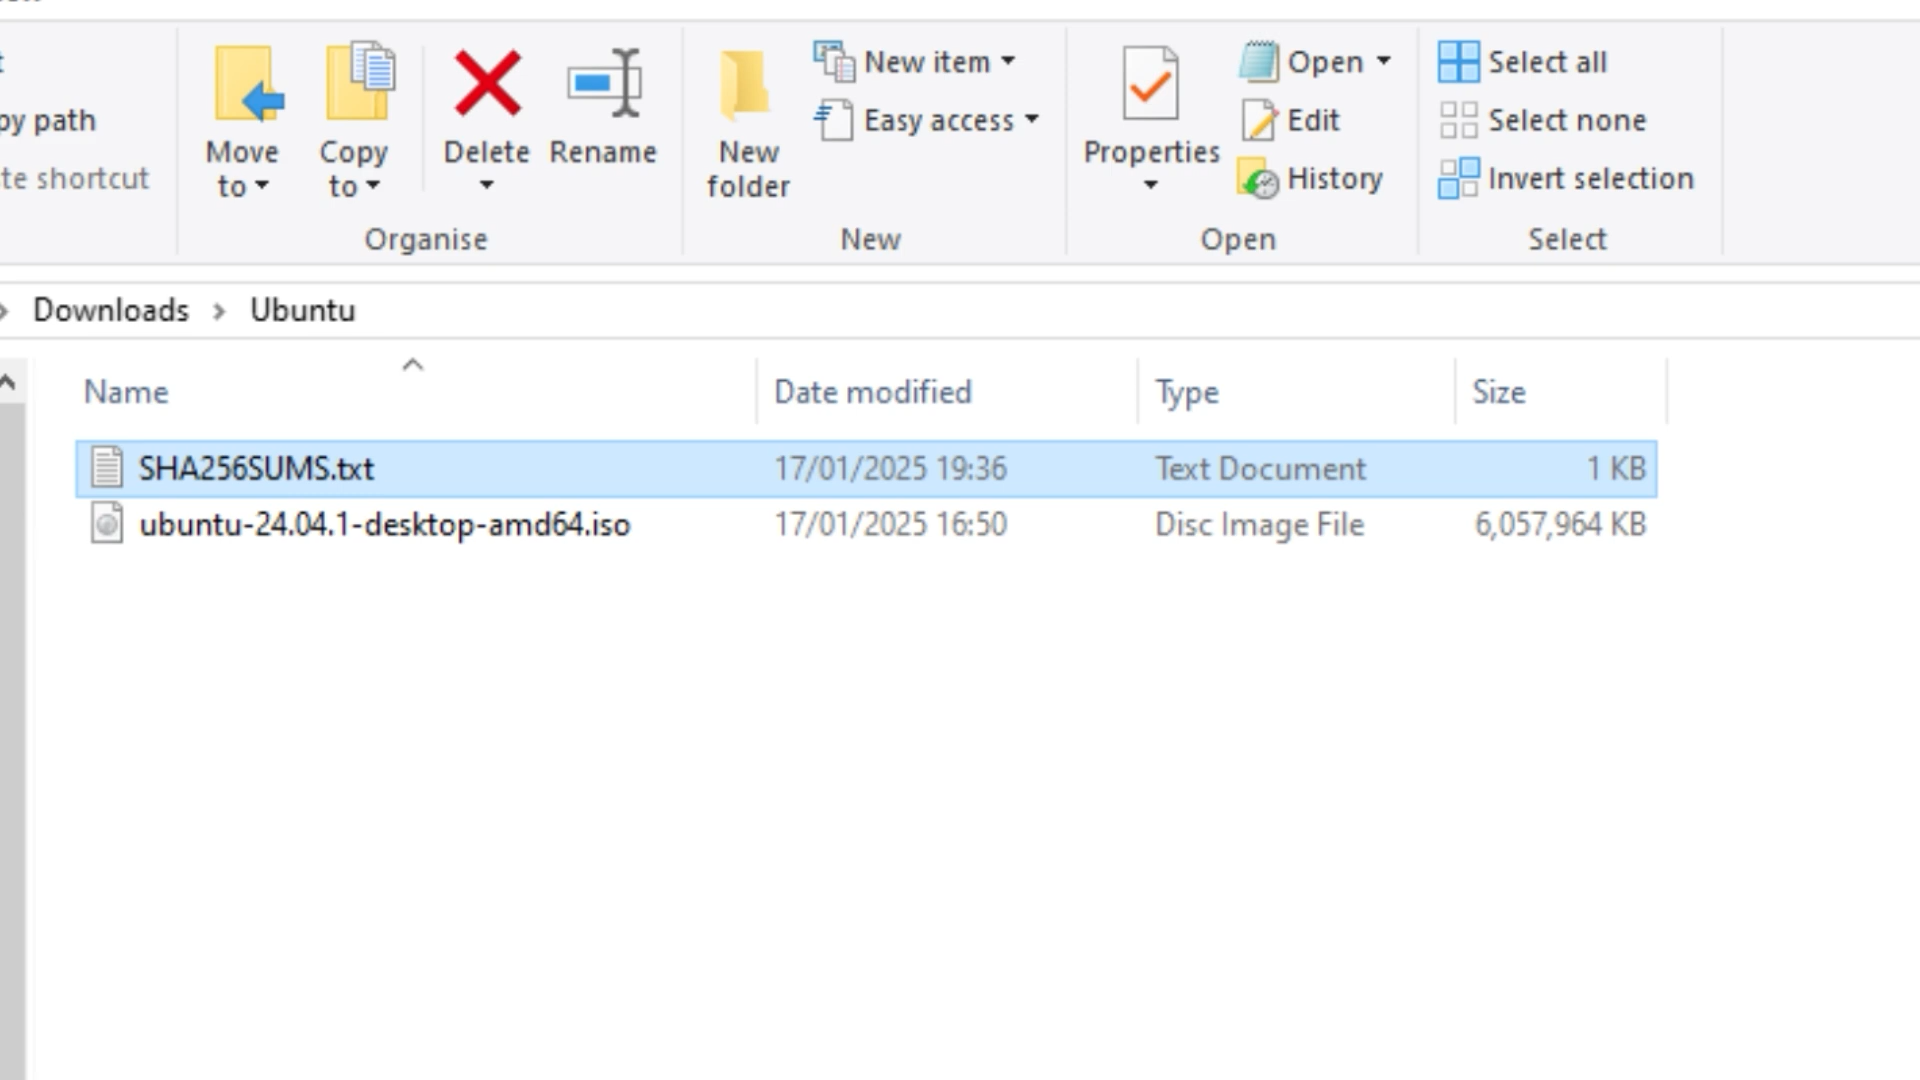 py path
te shortcut
Move to
Copy to
Delete
Rename
Organise
New folder
New item
Easy access
New
Properties
Open
Edit
History
Open
Select all
Select none
Invert selection
Select
Downloads > Ubuntu
Name Date modified Type Size
SHA256SUMS.txt 17/01/2025 19:36 Text Document 1 KB
ubuntu-24.04.1-desktop-amd64.iso 17/01/2025 16:50 Disc Image File 6,057,964 KB